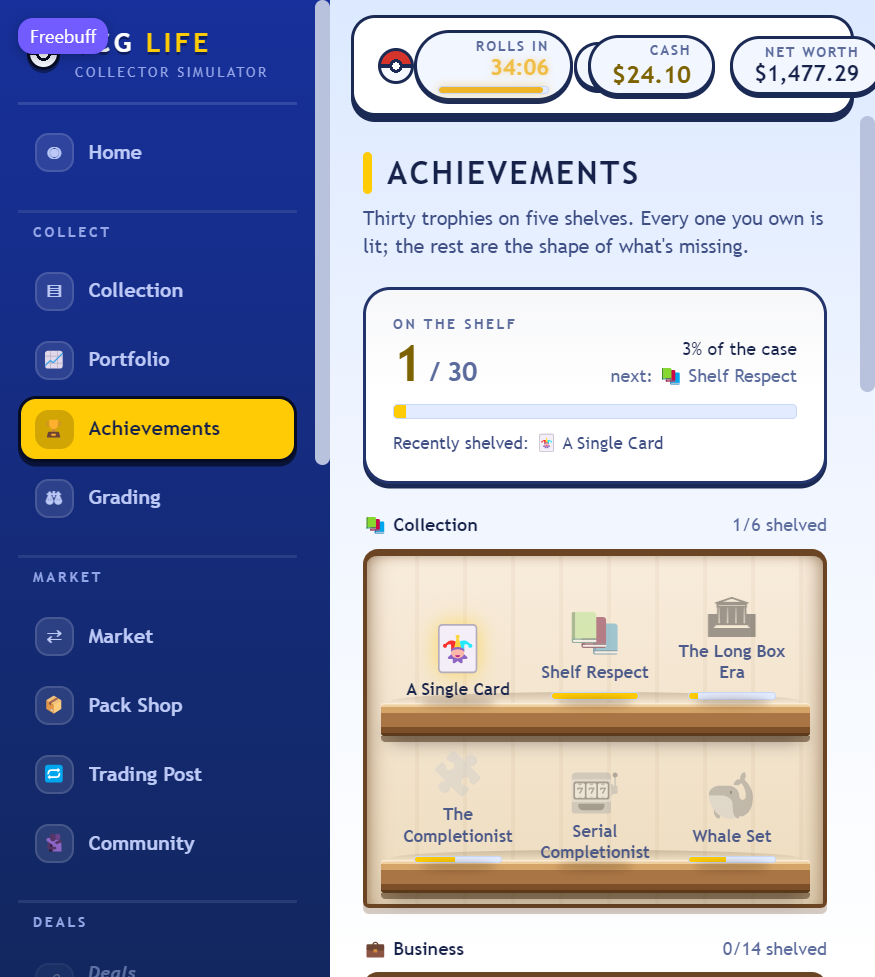 Freebuff
CG LIFE
COLLECTOR SIMULATOR
Home
COLLECT
Collection
Portfolio
Achievements
Grading
MARKET
Market
Pack Shop
Trading Post
Community
DEALS
Deals
ROLLS IN
34:06
CASH
$24.10
NET WORTH
$1,477.29
ACHIEVEMENTS
Thirty trophies on five shelves. Every one you own is
lit; the rest are the shape of what's missing.
ON THE SHELF
1 / 30
3% of the case
next: Shelf Respect
Recently shelved: A Single Card
Collection
1/6 shelved
A Single Card
Shelf Respect
The Long Box
Era
777
The
Completionist
Serial
Completionist
Whale Set
Business
0/14 shelved